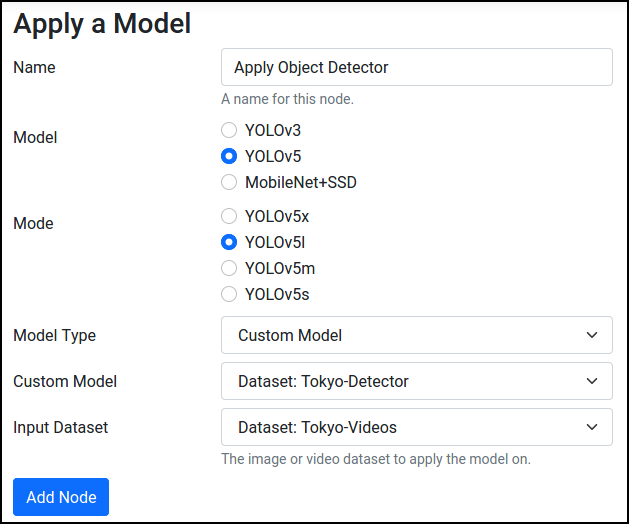 Apply a Model
Name
Apply Object Detector
A name for this node.
Model
YOLOv3
YOLOv5
MobileNet+SSD
Mode
YOLOv5x
YOLOv5l
YOLOv5m
YOLOv5s
Model Type
Custom Model
Custom Model
Dataset: Tokyo-Detector
Input Dataset
Dataset: Tokyo-Videos
The image or video dataset to apply the model on.
Add Node